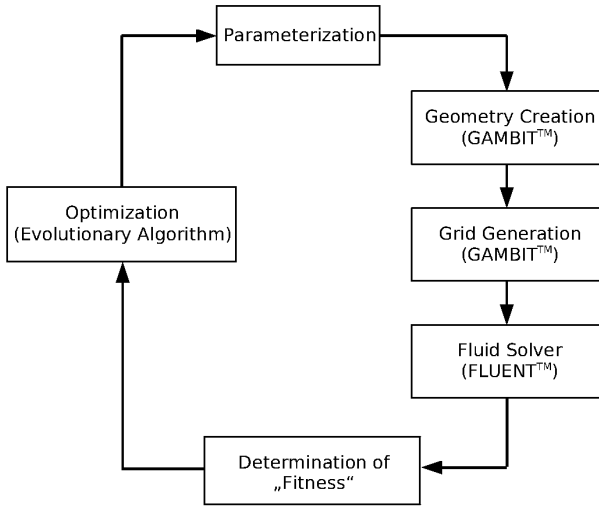 Parameterization
Geometry Creation
(GAMBIT™)
Grid Generation
(GAMBIT™)
Fluid Solver
(FLUENT™)
Determination of
„Fitness“
Optimization
(Evolutionary Algorithm)